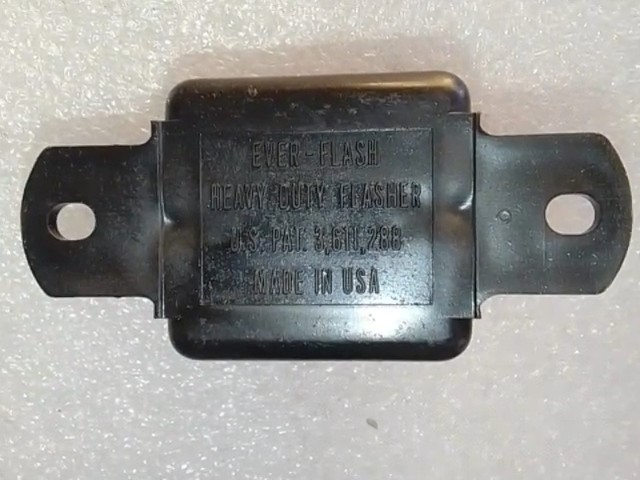 EVER-FLASH
HEAVY DUTY FLASHER
U.S. PAT. 3,611,288
MADE IN USA